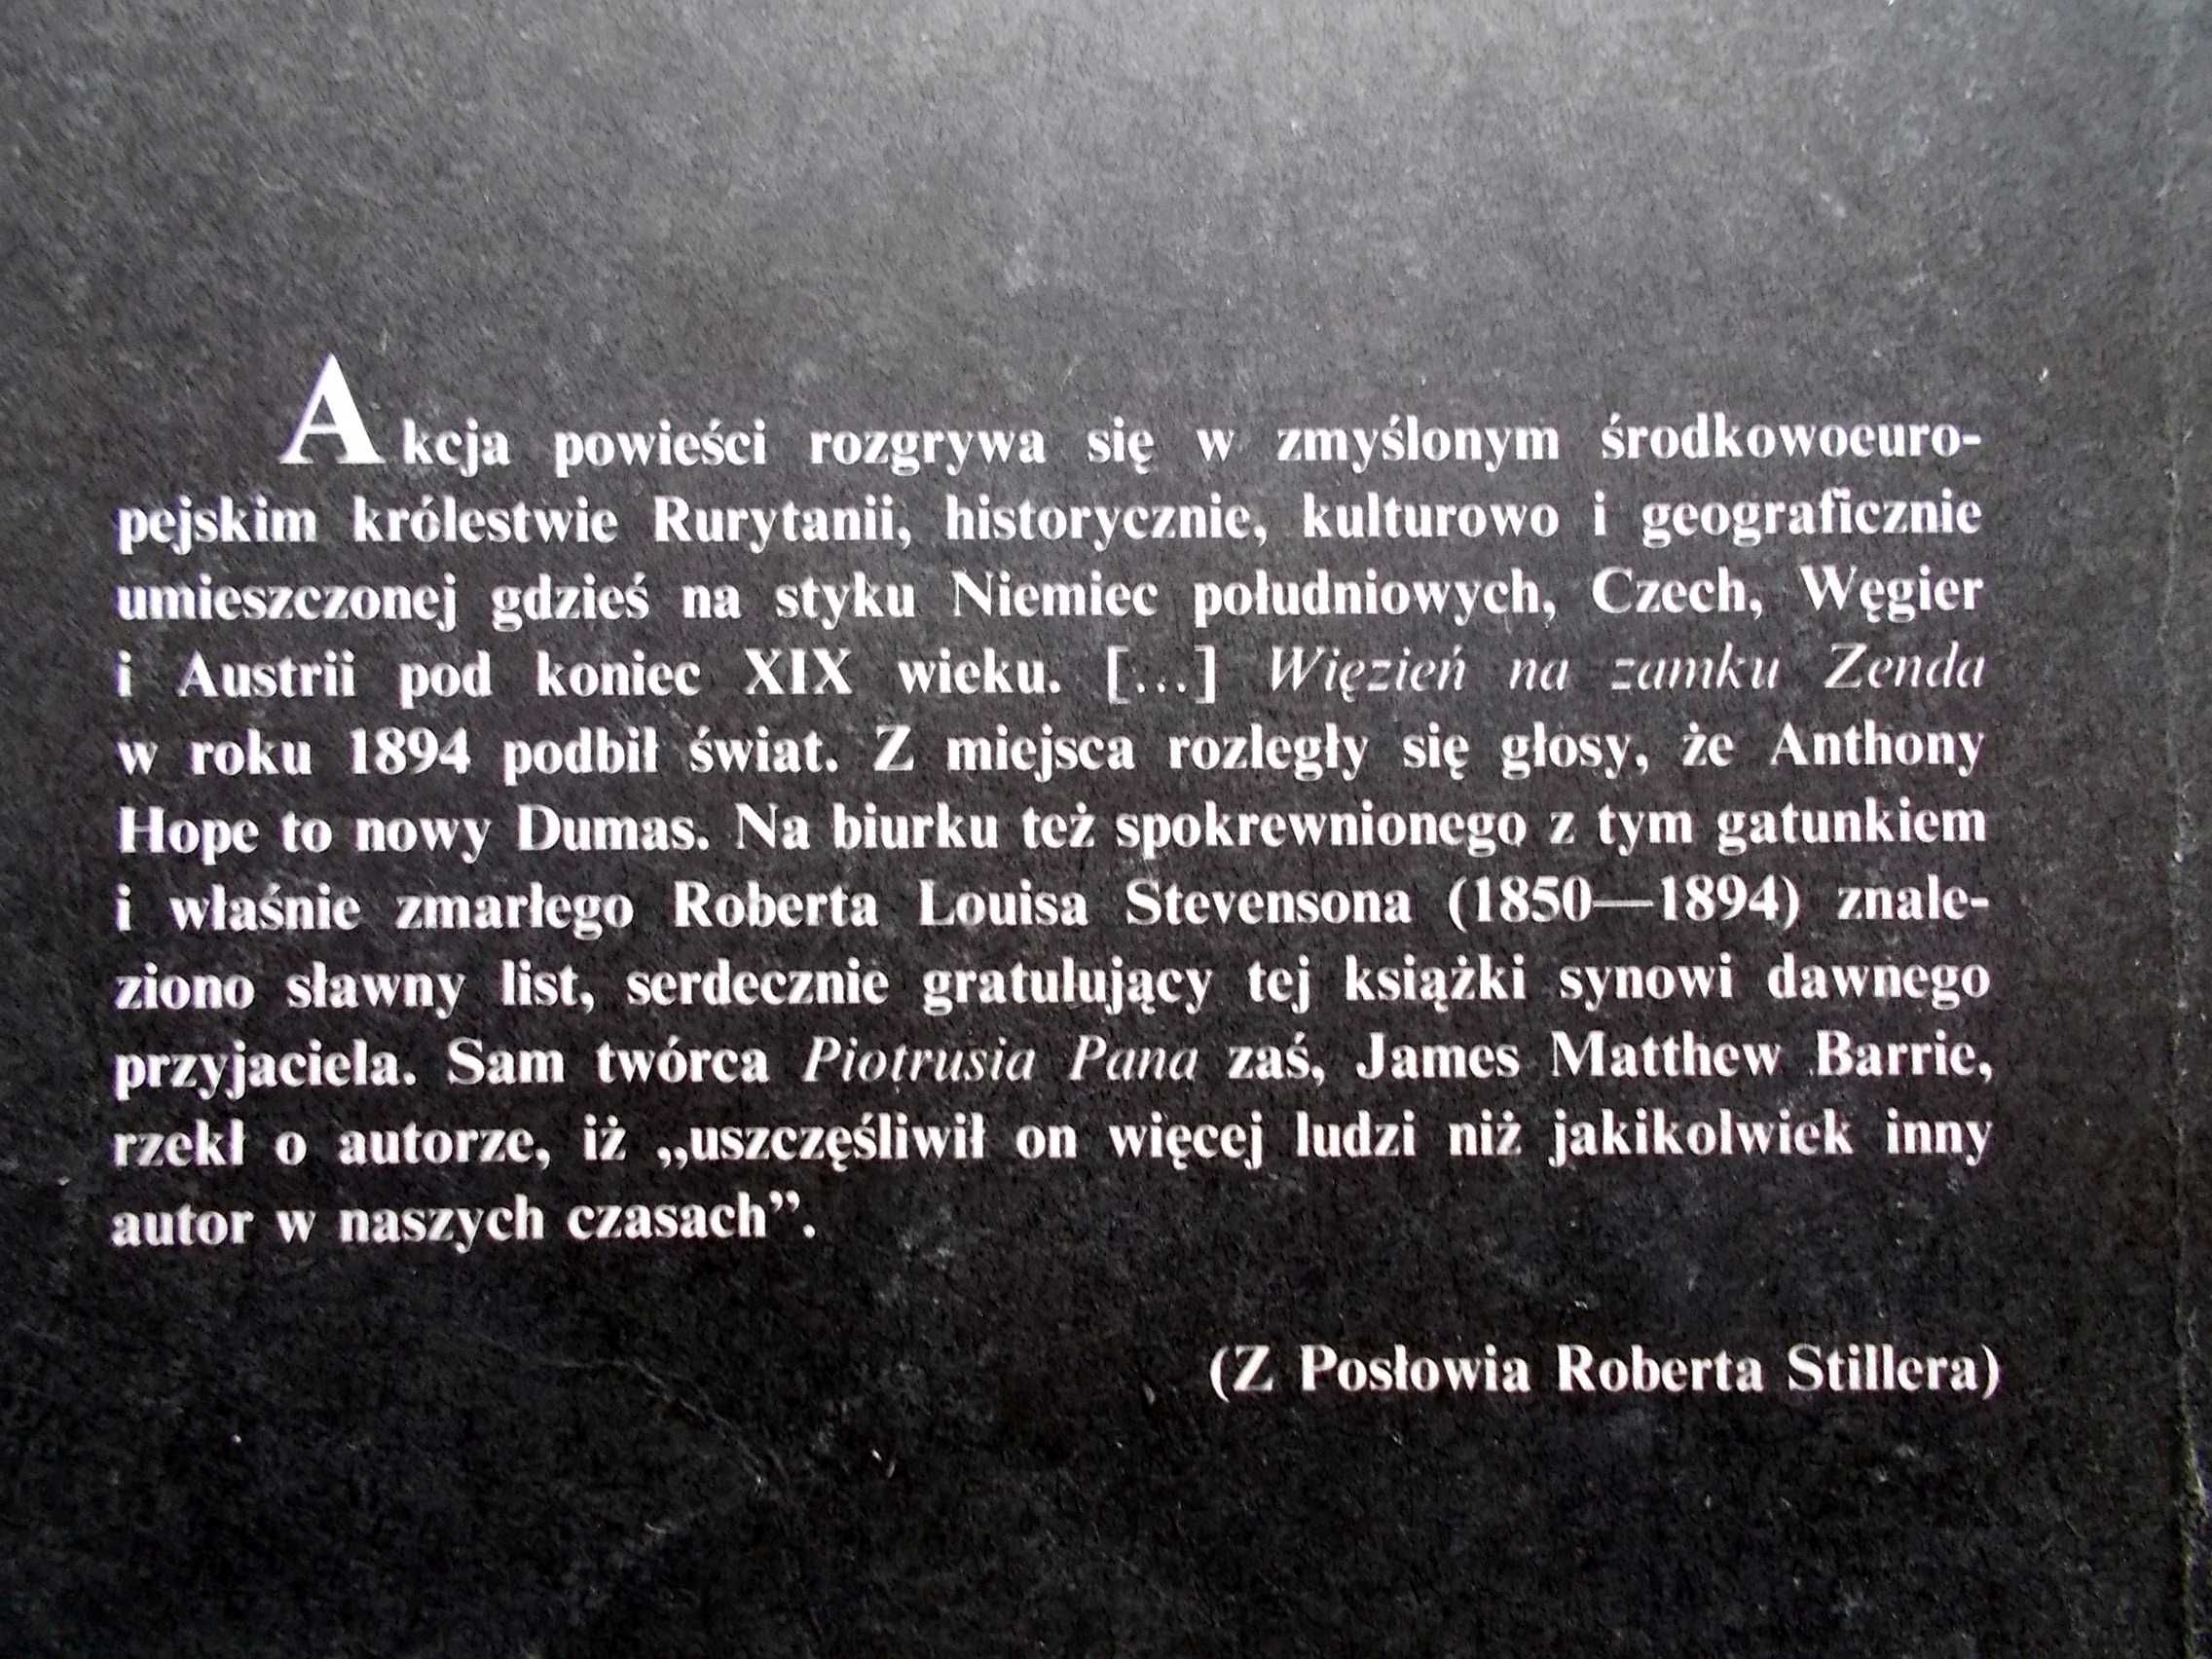 Akcja powieści rozgrywa się w zmyślonym środkowoeuro-
pejskim królestwie Rurytanii, historycznie, kulturowo i geograficznie
umieszczonej gdzieś na styku Niemiec południowych, Czech, Węgier
i Austrii pod koniec XIX wieku. [...] Więzień na zamku Zenda
w roku 1894 podbił świat. Z miejsca rozległy się głosy, że Anthony
Hope to nowy Dumas. Na biurku też spokrewnionego z tym gatunkiem
i właśnie zmarłego Roberta Louisa Stevensona (1850—1894) znale-
ziono sławny list, serdecznie gratulujący tej książki synowi dawnego
przyjaciela. Sam twórca Piotrusia Pana zaś, James Matthew Barrie,
rzekł o autorze, iż „uszczęśliwił on więcej ludzi niż jakikolwiek inny
autor w naszych czasach”.
(Z Posłowia Roberta Stillera)